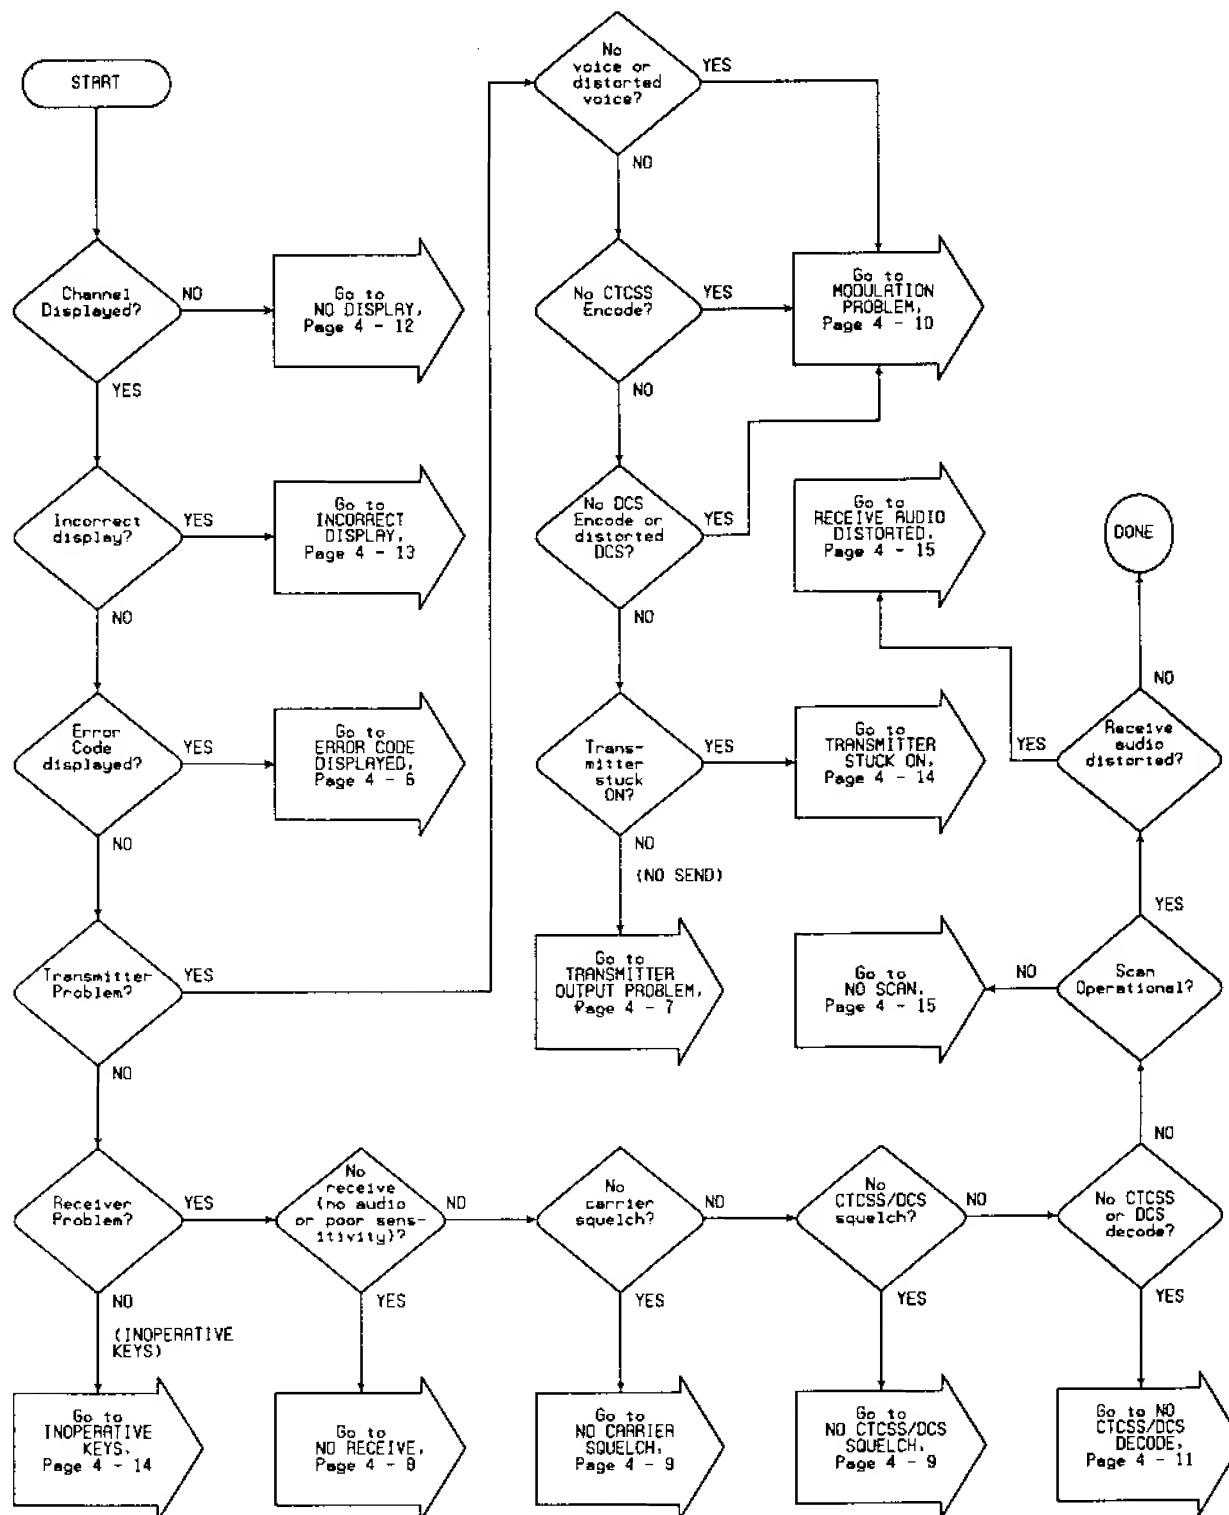 START
Channel
Displayed?
NO
Go to
NO DISPLAY,
Page 4 - 12
YES
Incorrect
display?
YES
Go to
INCORRECT
DISPLAY,
Page 4 - 13
NO
Error
Code
displayed?
YES
Go to
ERROR CODE
DISPLAYED,
Page 4 - 6
NO
Transmitter
Problem?
YES
NO
Receiver
Problem?
YES
NO
(INOPERATIVE
KEYS)
Go to
INOPERATIVE
KEYS,
Page 4 - 14
No
voice or
distorted
voice?
YES
NO
No CTCSS
Encode?
YES
Go to
MODULATION
PROBLEM,
Page 4 - 10
NO
No DCS
Encode or
distorted
DCS?
YES
NO
Trans-
mitter
stuck
ON?
YES
Go to
TRANSMITTER
STUCK ON,
Page 4 - 14
NO
(NO SEND)
Go to
TRANSMITTER
OUTPUT PROBLEM,
Page 4 - 7
No
receive
(no audio
or poor sens-
itivity)?
NO
YES
Go to
NO RECEIVE,
Page 4 - 8
No
carrier
squelch?
NO
YES
Go to
NO CARRIER
SQUELCH,
Page 4 - 9
No
CTCSS/DCS
squelch?
NO
YES
Go to
NO CTCSS/DCS
SQUELCH,
Page 4 - 9
No CTCSS
or DCS
decode?
YES
Go to NO
CTCSS/DCS
DECODE,
Page 4 - 11
NO
Scan
Operational?
NO
Go to
NO SCAN,
Page 4 - 15
YES
Receive
audio
distorted?
YES
Go to
RECEIVE AUDIO
DISTORTED,
Page 4 - 15
NO
DONE